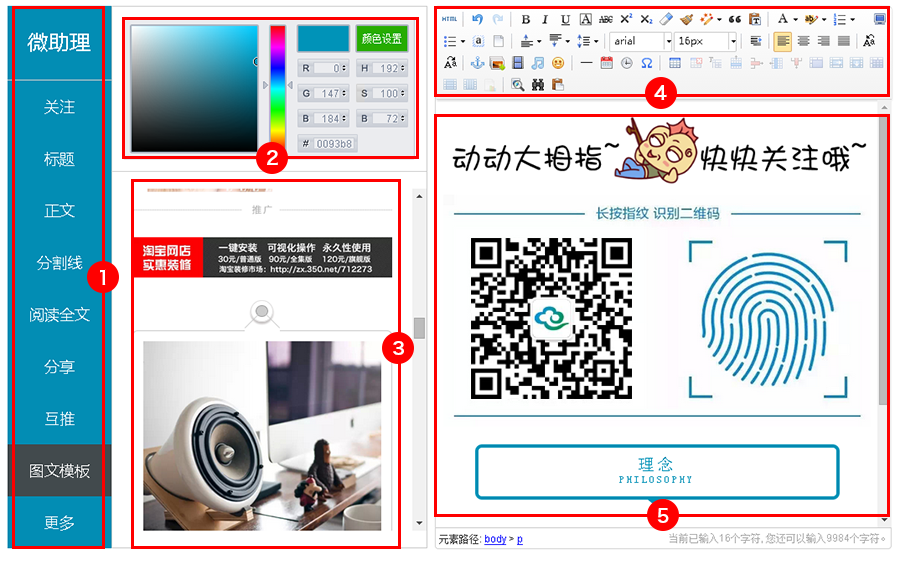 微助理
关注
标题
正文
分割线
阅读全文
分享
互推
图文模板
更多
1
颜色设置
R 0 H 192
G 147 S 100
B 184 B 72
# 0093b8
2
推广
淘宝网店
实惠装修
一键安装 可视化操作 永久性使用
30元/普通版 90元/全集版 120元/旗舰版
淘宝装修市场: http://zx.350.net/712273
3
HTML B I U A ABC X² X₂ A ab
a arial 16px
4
动动大拇指~ 快快关注哦~
长按指纹 识别二维码
理念
PHILOSOPHY
5
元素路径: body > p
当前已输入16个字符, 您还可以输入9984个字符。